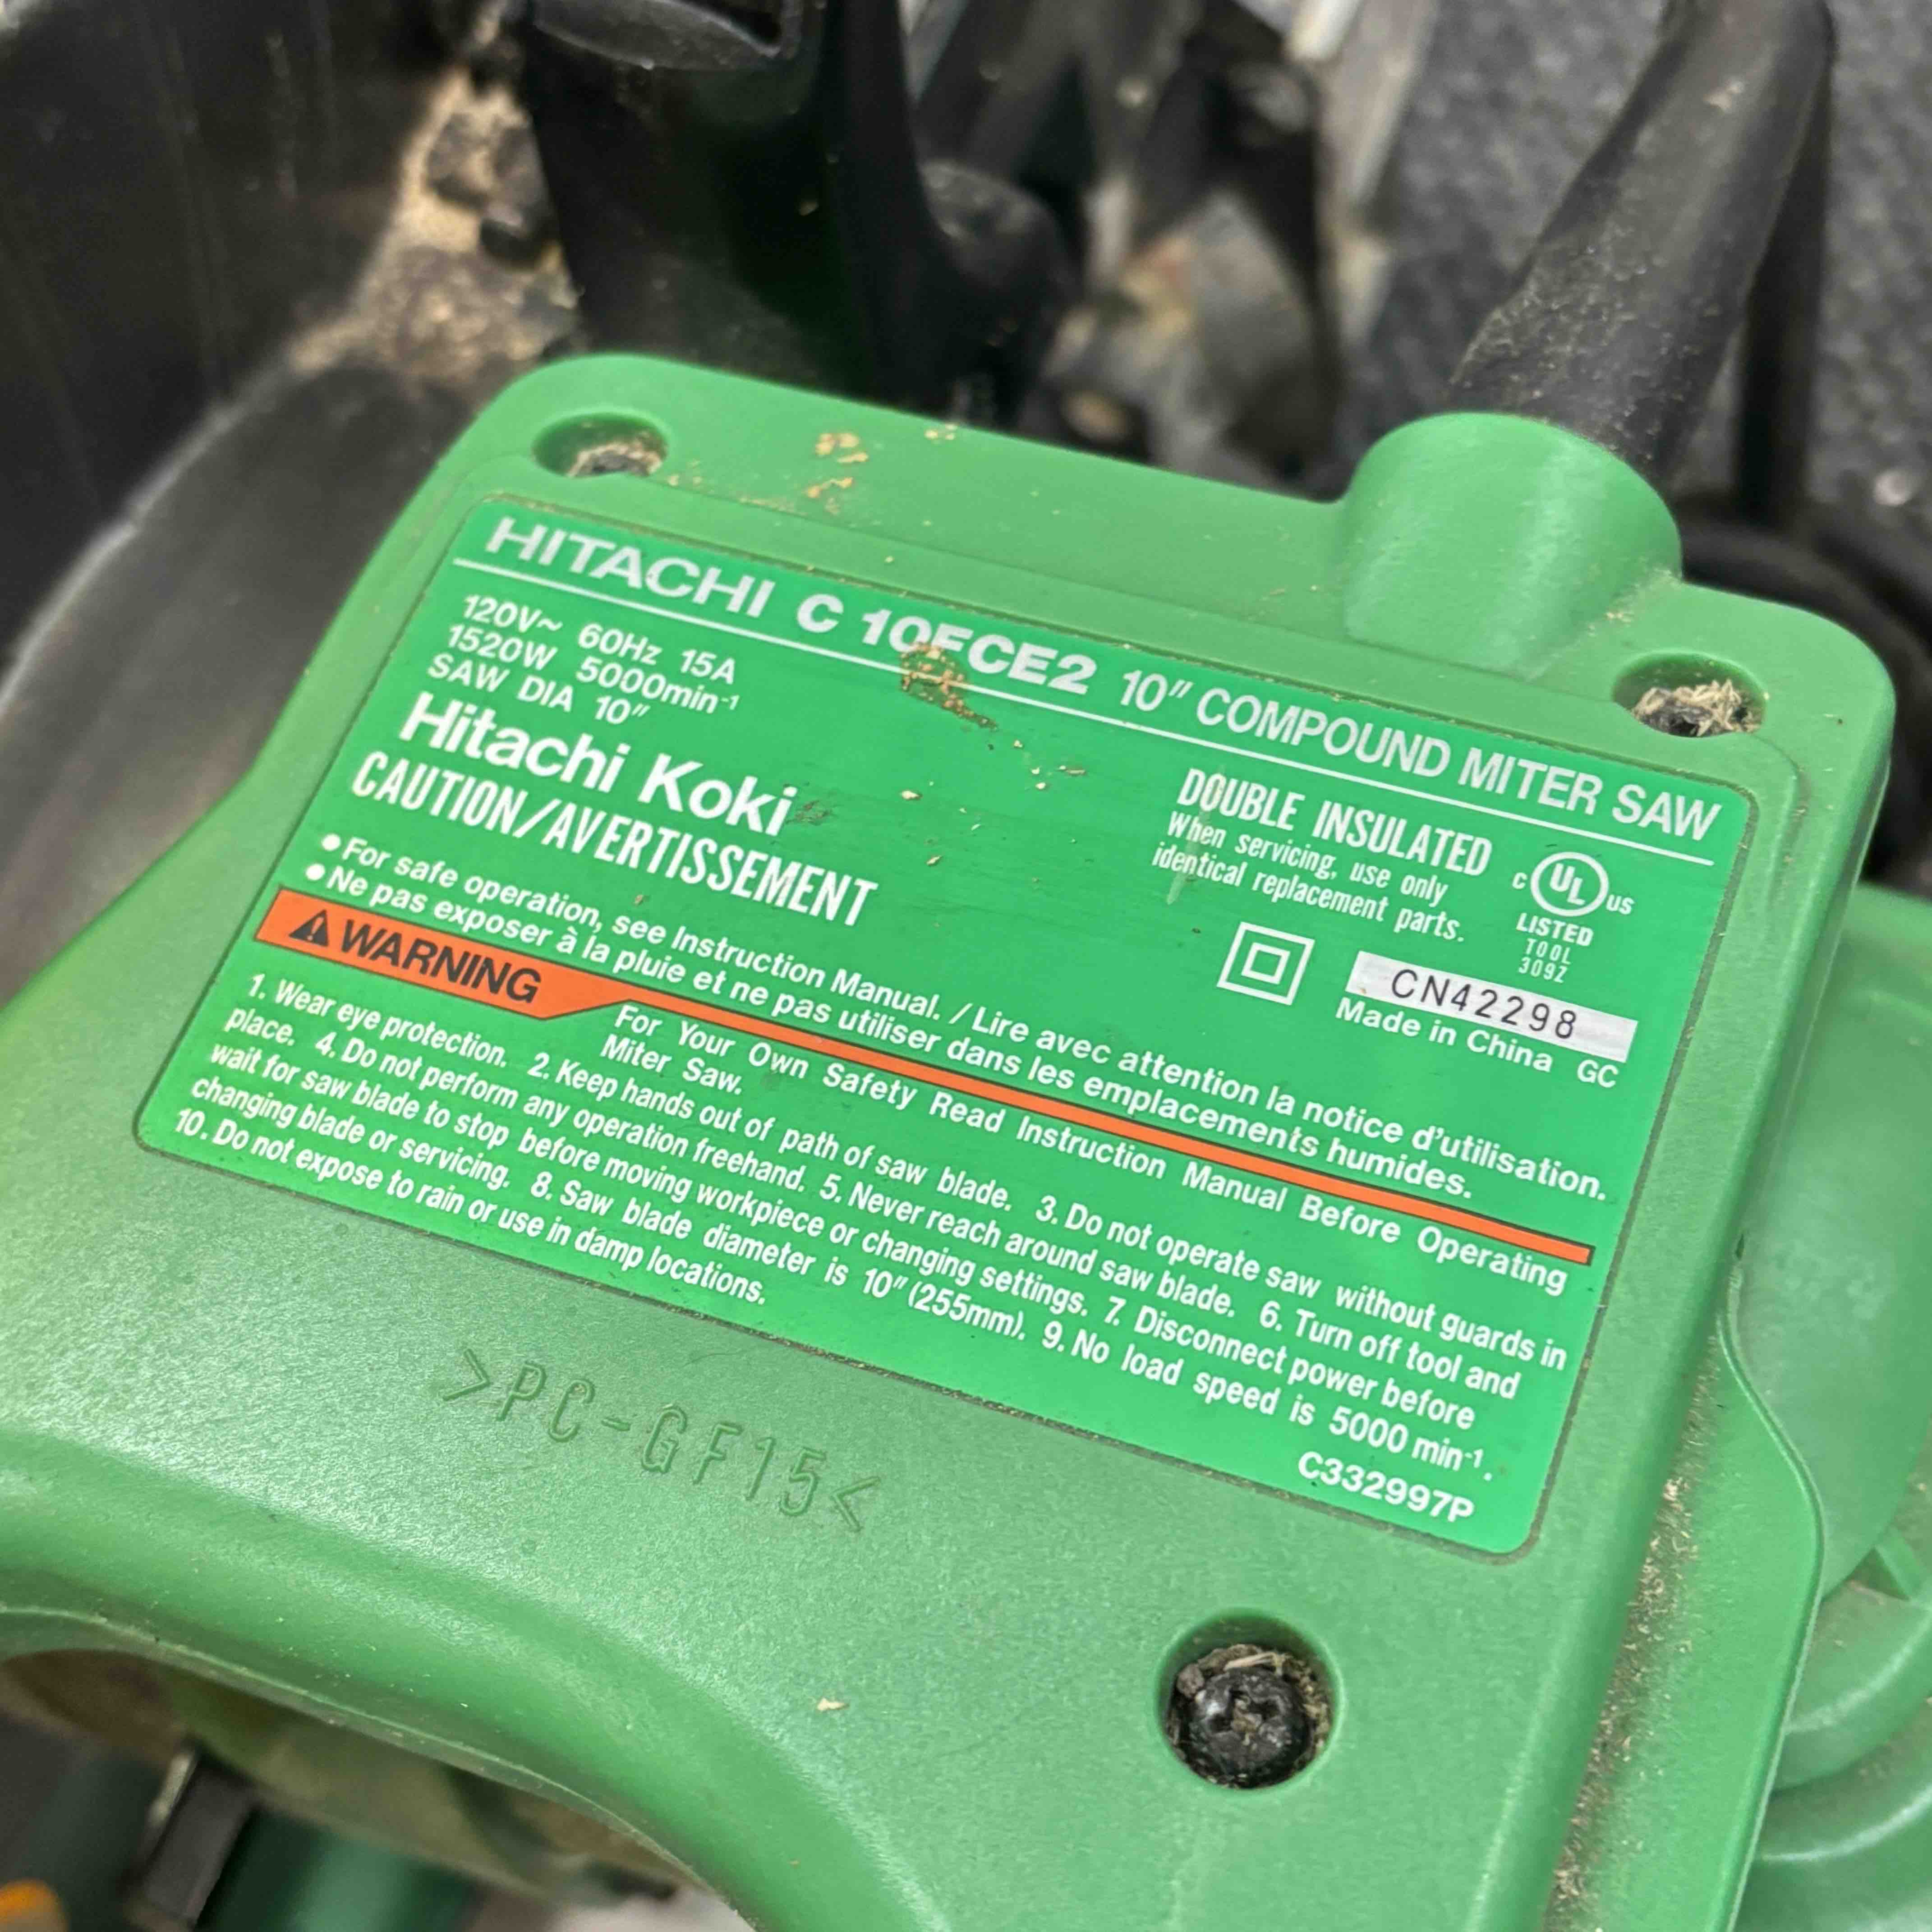 HITACHI C 10FCE2 10″ COMPOUND MITER SAW
120V~ 60Hz 15A
1520W 5000min⁻¹
SAW DIA 10″
Hitachi Koki
CAUTION/AVERTISSEMENT
DOUBLE INSULATED
When servicing, use only
identical replacement parts.
C UL US
LISTED
TOOL
309Z
CN42298
Made in China GC
●For safe operation, see Instruction Manual. /Lire avec attention la notice d'utilisation.
●Ne pas exposer à la pluie et ne pas utiliser dans les emplacements humides.
WARNING
For Your Own Safety Read Instruction Manual Before Operating
Miter Saw.
1. Wear eye protection. 2. Keep hands out of path of saw blade. 3. Do not operate saw without guards in
place. 4. Do not perform any operation freehand. 5. Never reach around saw blade. 6. Turn off tool and
wait for saw blade to stop before moving workpiece or changing settings. 7. Disconnect power before
changing blade or servicing. 8. Saw blade diameter is 10″ (255mm). 9. No load speed is 5000 min⁻¹.
10. Do not expose to rain or use in damp locations.
C332997P
>PC-GF15<